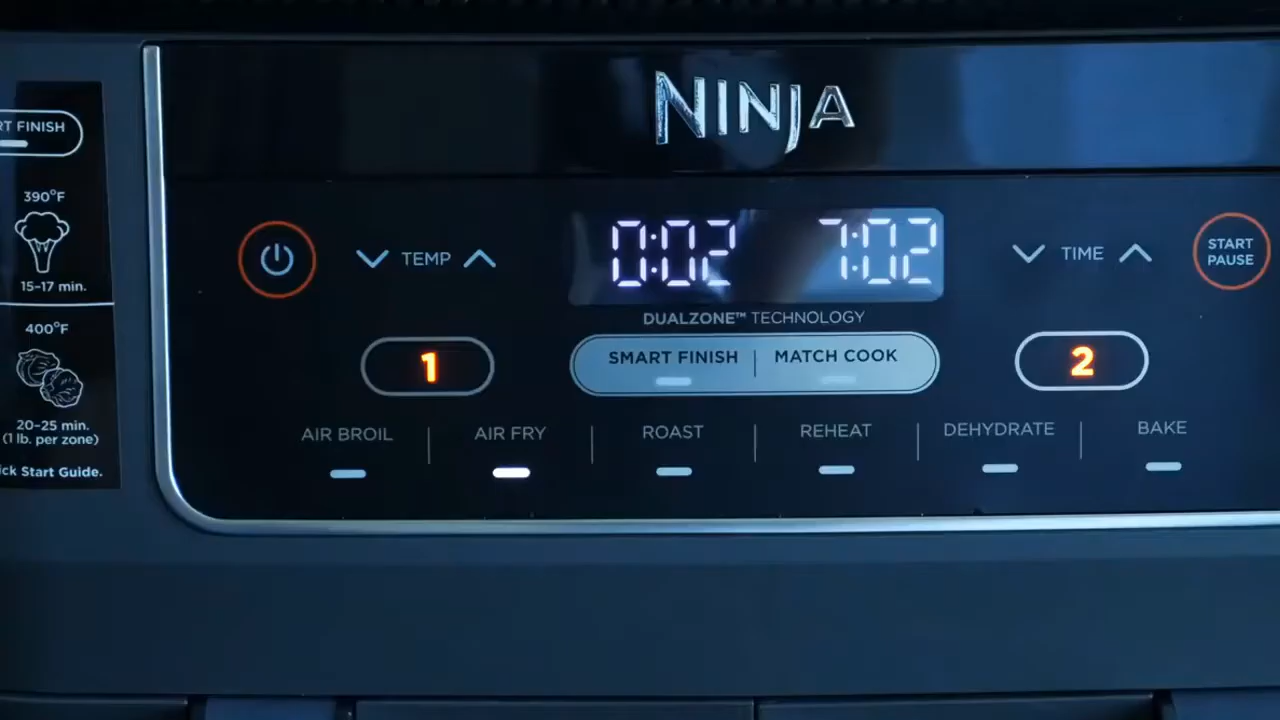 NINJA
RT FINISH
390°F
15-17 min.
400°F
20-25 min.
(1 lb. per zone)
ck Start Guide.
TEMP
0:02 7:02
TIME
START
PAUSE
DUALZONE™ TECHNOLOGY
1
SMART FINISH | MATCH COOK
2
AIR BROIL | AIR FRY | ROAST | REHEAT | DEHYDRATE | BAKE